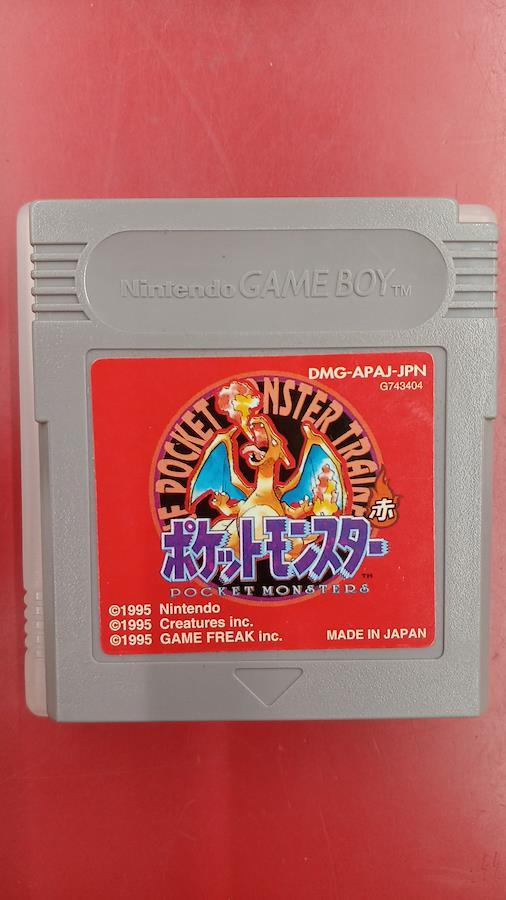 Nintendo GAME BOY TM
DMG-APAJ-JPN
G743404
POCKET MONSTER
赤
ポケットモンスター
TM
POCKET MONSTERS
©1995 Nintendo
©1995 Creatures inc.
©1995 GAME FREAK inc.
MADE IN JAPAN